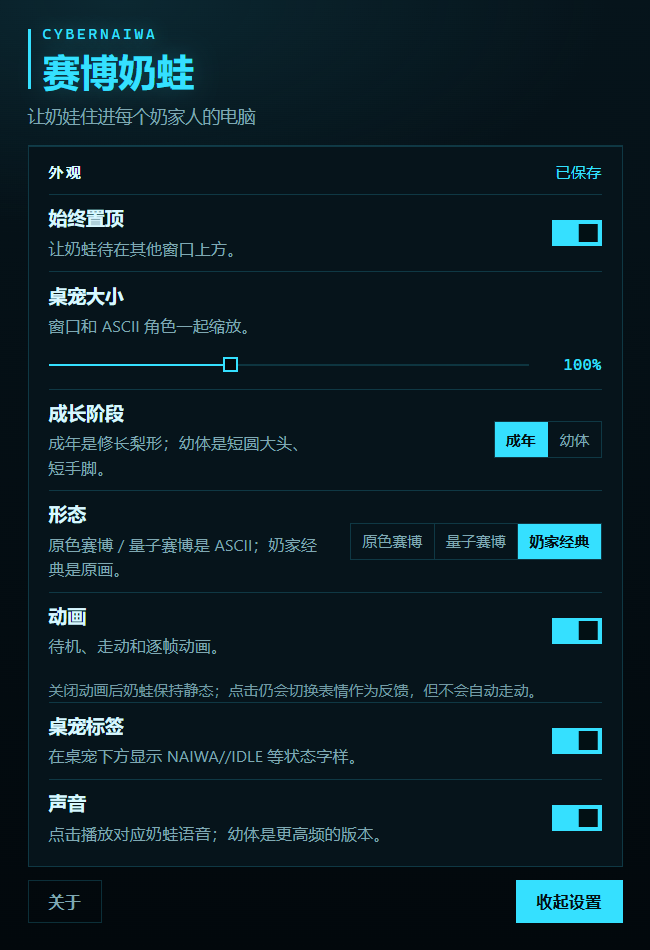 CYBERNAIWA
赛博奶蛙
让奶娃住进每个奶家人的电脑
外观
已保存
始终置顶
让奶蛙待在其他窗口上方。
桌宠大小
窗口和 ASCII 角色一起缩放。
100%
成长阶段
成年是修长梨形；幼体是短圆大头、
短手脚。
成年 幼体
形态
原色赛博 / 量子赛博是 ASCII；奶家经
典是原画。
原色赛博 量子赛博 奶家经典
动画
待机、走动和逐帧动画。
关闭动画后奶蛙保持静态；点击仍会切换表情作为反馈，但不会自动走动。
桌宠标签
在桌宠下方显示 NAIWA//IDLE 等状态字样。
声音
点击播放对应奶蛙语音；幼体是更高频的版本。
关于
收起设置